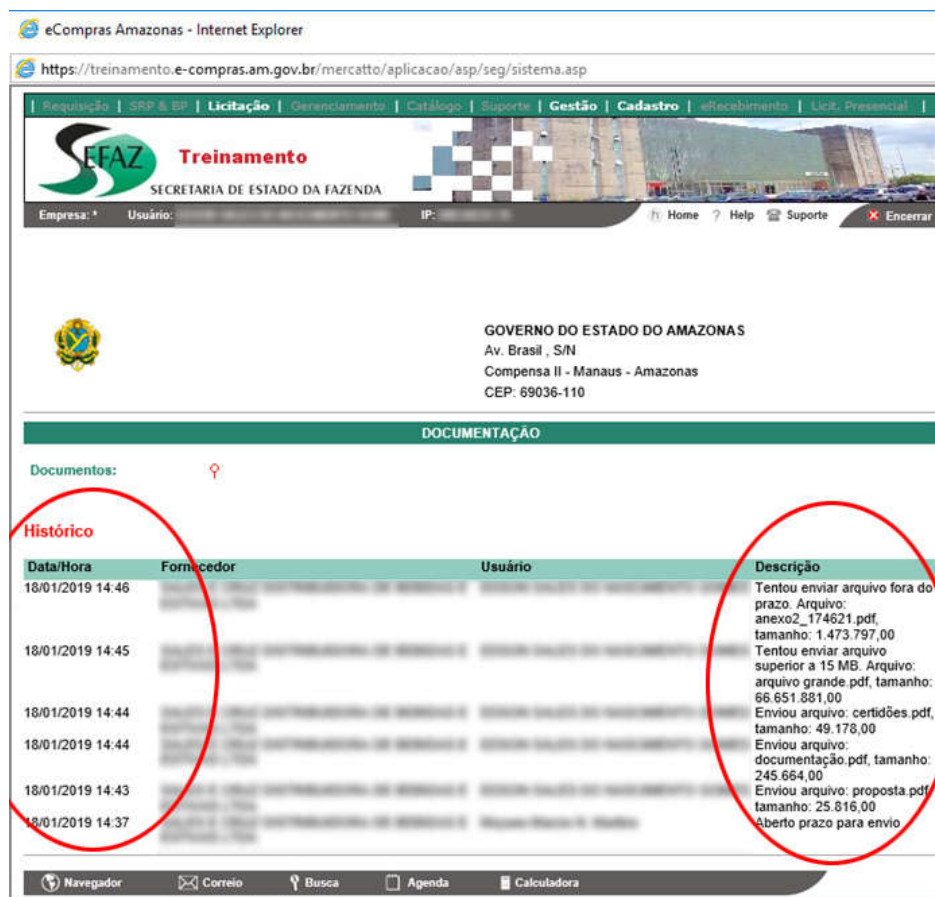 eCompras Amazonas - Internet Explorer
https://treinamento.e-compras.am.gov.br/mercatto/aplicacao/asp/seg/sistema.asp
| Requisição | SRP & BP | Licitação | Gerenciamento | Catálogo | Suporte | Gestão | Cadastro | eRecebimento | Licit. Presencial |
SEFAZ Treinamento
SECRETARIA DE ESTADO DA FAZENDA
Empresa: * Usuário: IP: h Home ? Help Suporte Encerrar
GOVERNO DO ESTADO DO AMAZONAS
Av. Brasil , S/N
Compensa II - Manaus - Amazonas
CEP: 69036-110
DOCUMENTAÇÃO
Documentos:
Histórico
Data/Hora Fornecedor Usuário Descrição
18/01/2019 14:46 Tentou enviar arquivo fora do
prazo. Arquivo:
anexo2_174621.pdf,
tamanho: 1.473.797,00
18/01/2019 14:45 Tentou enviar arquivo
superior a 15 MB. Arquivo:
arquivo grande.pdf, tamanho:
66.651.881,00
18/01/2019 14:44 Enviou arquivo: certidões.pdf,
tamanho: 49.178,00
18/01/2019 14:44 Enviou arquivo:
documentação.pdf, tamanho:
245.664,00
18/01/2019 14:43 Enviou arquivo: proposta.pdf
tamanho: 25.816,00
18/01/2019 14:37 Aberto prazo para envio
Navegador Correio Busca Agenda Calculadora